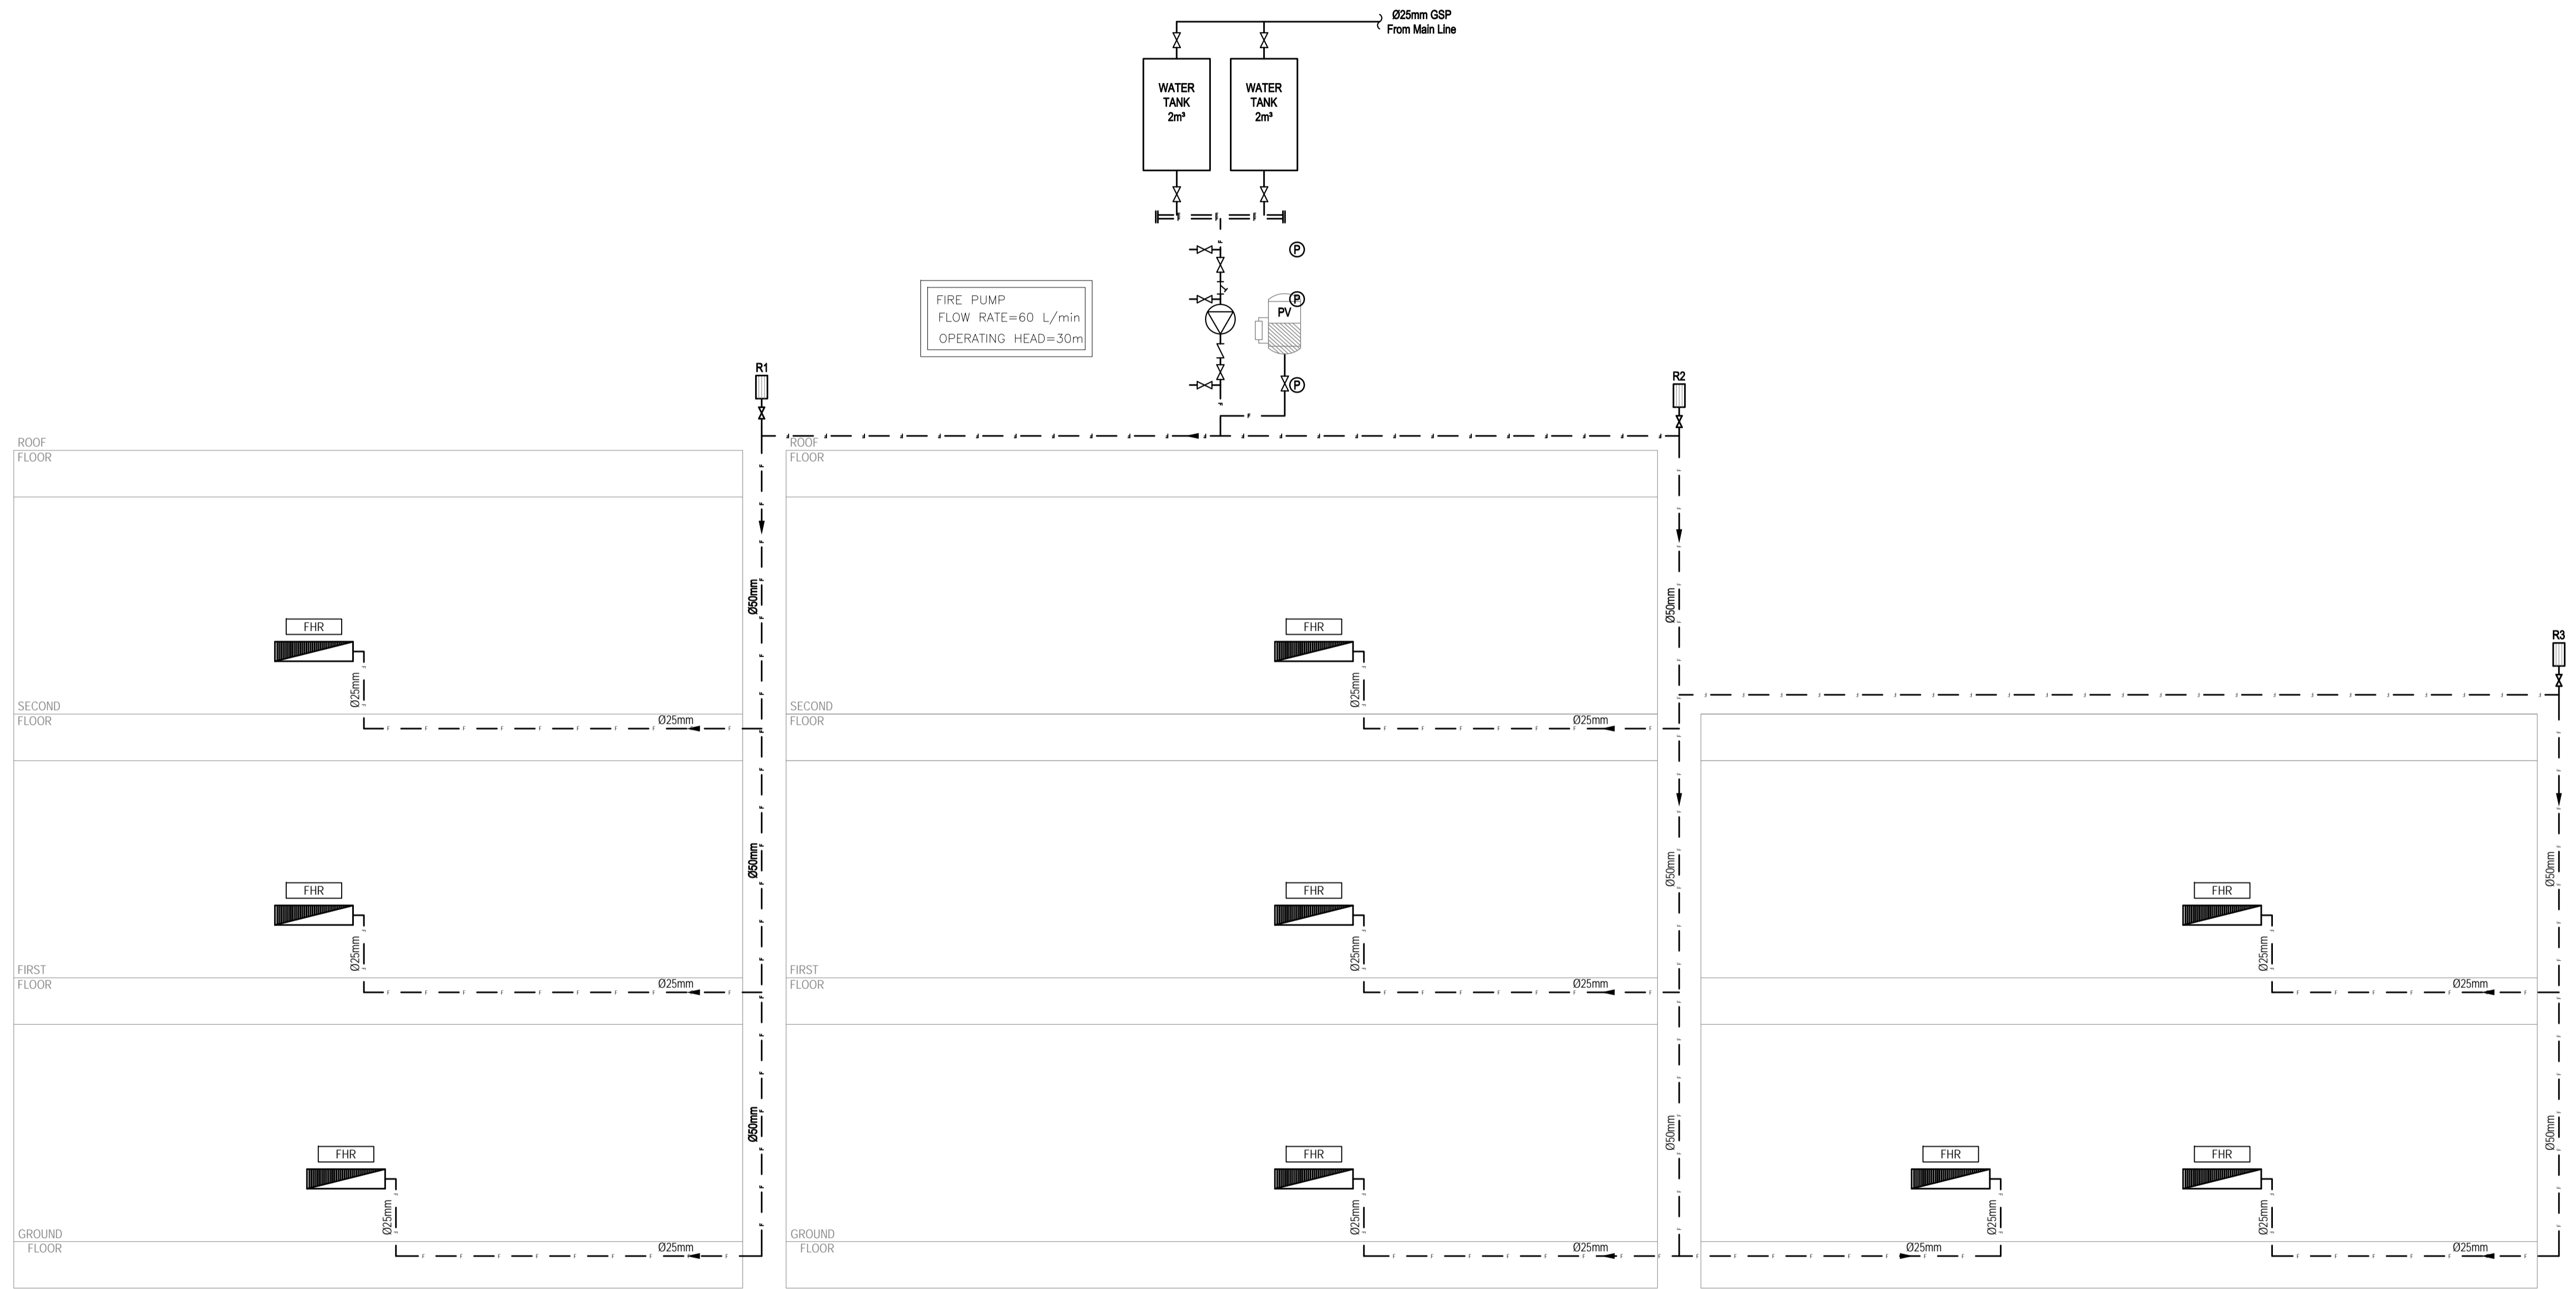 Ø25mm GSP
From Main Line
WATER
TANK
2m³
WATER
TANK
2m³
P
FIRE PUMP
FLOW RATE=60 L/min
OPERATING HEAD=30m
P
PV
P
R1
R2
ROOF
FLOOR
ROOF
FLOOR
Ø50mm
Ø50mm
FHR
FHR
R3
Ø25mm
Ø25mm
SECOND
FLOOR
Ø25mm
SECOND
FLOOR
Ø25mm
Ø50mm
Ø50mm
Ø50mm
FHR
FHR
FHR
Ø25mm
Ø25mm
Ø25mm
FIRST
FLOOR
Ø25mm
FIRST
FLOOR
Ø25mm
Ø25mm
Ø50mm
Ø50mm
Ø50mm
FHR
FHR
FHR
FHR
Ø25mm
Ø25mm
Ø25mm
Ø25mm
GROUND
FLOOR
Ø25mm
GROUND
FLOOR
Ø25mm
Ø25mm
Ø25mm